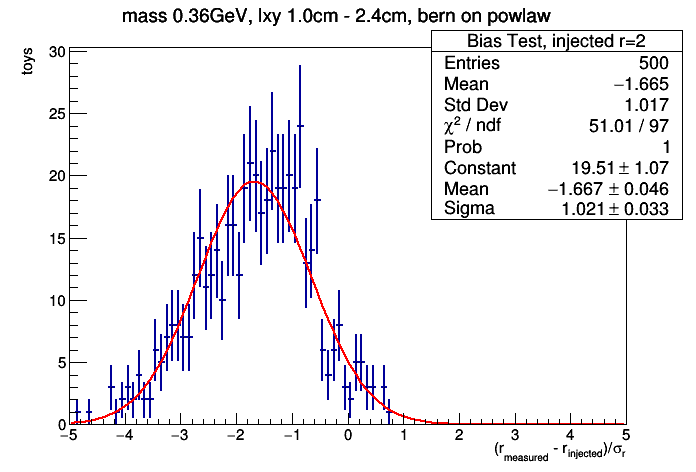 mass 0.36GeV, lxy 1.0cm - 2.4cm, bern on powlaw
Bias Test, injected r=2
Entries 500
Mean −1.665
Std Dev 1.017
χ² / ndf 51.01 / 97
Prob 1
Constant 19.51 ± 1.07
Mean −1.667 ± 0.046
Sigma 1.021 ± 0.033
toys
30
25
20
15
10
5
0
−5 −4 −3 −2 −1 0 1 2 3 4 5
(r_measured - r_injected)/σ_r